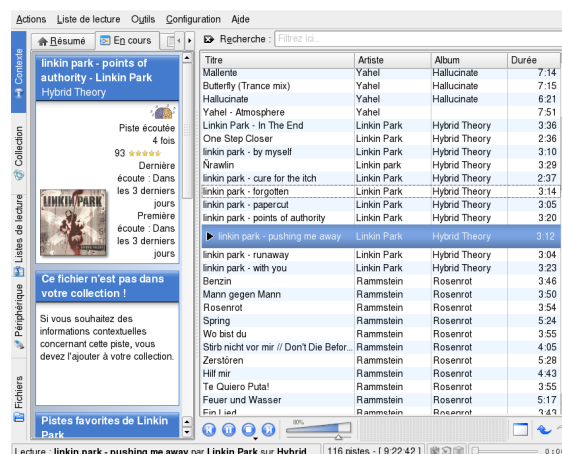 Actions Liste de lecture Outils Configuration Aide
Contexte
Collection
Listes de lecture
Périphérique
Fichiers
Résumé
En cours
linkin park - points of
authority - Linkin Park
Hybrid Theory
Piste écoutée
4 fois
93
Dernière
écoute : Dans
les 3 derniers
jours
Première
écoute : Dans
les 3 derniers
jours
LINKIN PARK
Ce fichier n'est pas dans
votre collection !
Si vous souhaitez des
informations contextuelles
concernant cette piste, vous
devez l'ajouter à votre collection.
Pistes favorites de Linkin
Park
Recherche : Filtrez ici...
Titre Artiste Album Durée
Mallente Yahel Hallucinate 7:14
Butterfly (Trance mix) Yahel Hallucinate 7:15
Hallucinate Yahel Hallucinate 6:21
Yahel - Atmosphere Yahel 7:51
Linkin Park - In The End Linkin Park Hybrid Theory 3:36
One Step Closer Linkin Park Hybrid Theory 2:36
linkin park - by myself Linkin Park Hybrid Theory 3:10
Ñrawlin Linkin park Hybrid theory 3:29
linkin park - cure for the itch Linkin Park Hybrid Theory 2:37
linkin park - forgotten Linkin Park Hybrid Theory 3:14
linkin park - papercut Linkin Park Hybrid Theory 3:05
linkin park - points of authority Linkin Park Hybrid Theory 3:20
linkin park - pushing me away Linkin Park Hybrid Theory 3:12
linkin park - runaway Linkin Park Hybrid Theory 3:04
linkin park - with you Linkin Park Hybrid Theory 3:23
Benzin Rammstein Rosenrot 3:46
Mann gegen Mann Rammstein Rosenrot 3:50
Rosenrot Rammstein Rosenrot 3:54
Spring Rammstein Rosenrot 5:24
Wo bist du Rammstein Rosenrot 3:55
Stirb nicht vor mir // Don't Die Befor... Rammstein Rosenrot 4:05
Zerstören Rammstein Rosenrot 5:28
Hilf mir Rammstein Rosenrot 4:43
Te Quiero Puta! Rammstein Rosenrot 3:55
Feuer und Wasser Rammstein Rosenrot 5:17
Ein Lied Rammstein Rosenrot 3:43
80%
Lecture : linkin park - pushing me away par Linkin Park sur Hybrid 116 pistes - [ 9:22:42 ]